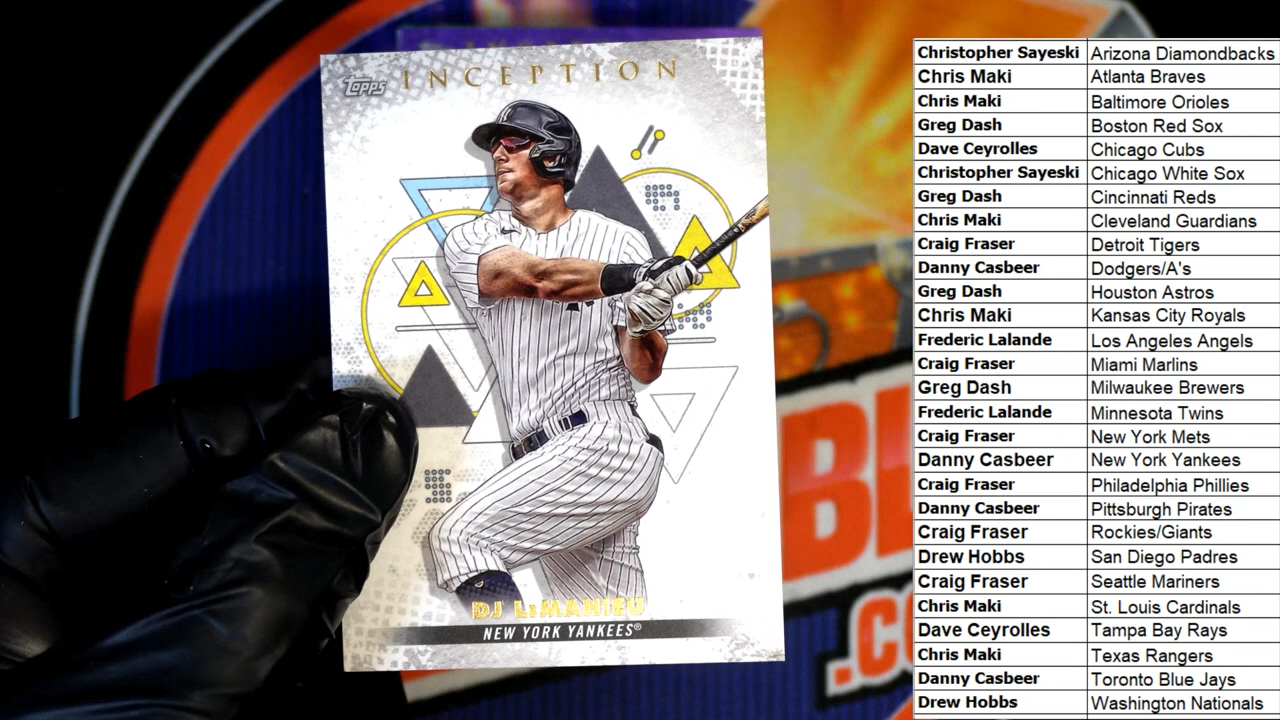 INCEPTION
Topps
DJ LeMAHIEU
NEW YORK YANKEES®
BL
.CO
Christopher Sayeski Arizona Diamondbacks
Chris Maki Atlanta Braves
Chris Maki Baltimore Orioles
Greg Dash Boston Red Sox
Dave Ceyrolles Chicago Cubs
Christopher Sayeski Chicago White Sox
Greg Dash Cincinnati Reds
Chris Maki Cleveland Guardians
Craig Fraser Detroit Tigers
Danny Casbeer Dodgers/A's
Greg Dash Houston Astros
Chris Maki Kansas City Royals
Frederic Lalande Los Angeles Angels
Craig Fraser Miami Marlins
Greg Dash Milwaukee Brewers
Frederic Lalande Minnesota Twins
Craig Fraser New York Mets
Danny Casbeer New York Yankees
Craig Fraser Philadelphia Phillies
Danny Casbeer Pittsburgh Pirates
Craig Fraser Rockies/Giants
Drew Hobbs San Diego Padres
Craig Fraser Seattle Mariners
Chris Maki St. Louis Cardinals
Dave Ceyrolles Tampa Bay Rays
Chris Maki Texas Rangers
Danny Casbeer Toronto Blue Jays
Drew Hobbs Washington Nationals